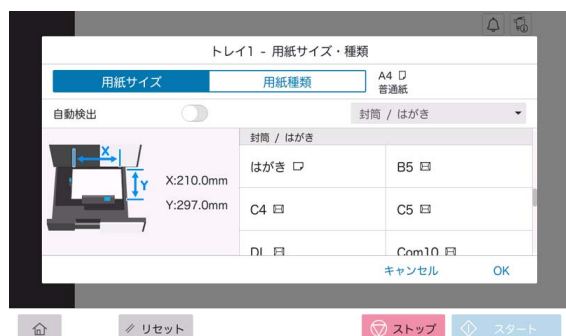 トレイ1 - 用紙サイズ・種類
用紙サイズ
用紙種類
A4
普通紙
自動検出
封筒 / はがき
封筒 / はがき
X
Y
X:210.0mm
Y:297.0mm
はがき
B5
C4
C5
DL
Com10
キャンセル
OK
リセット
ストップ
スタート